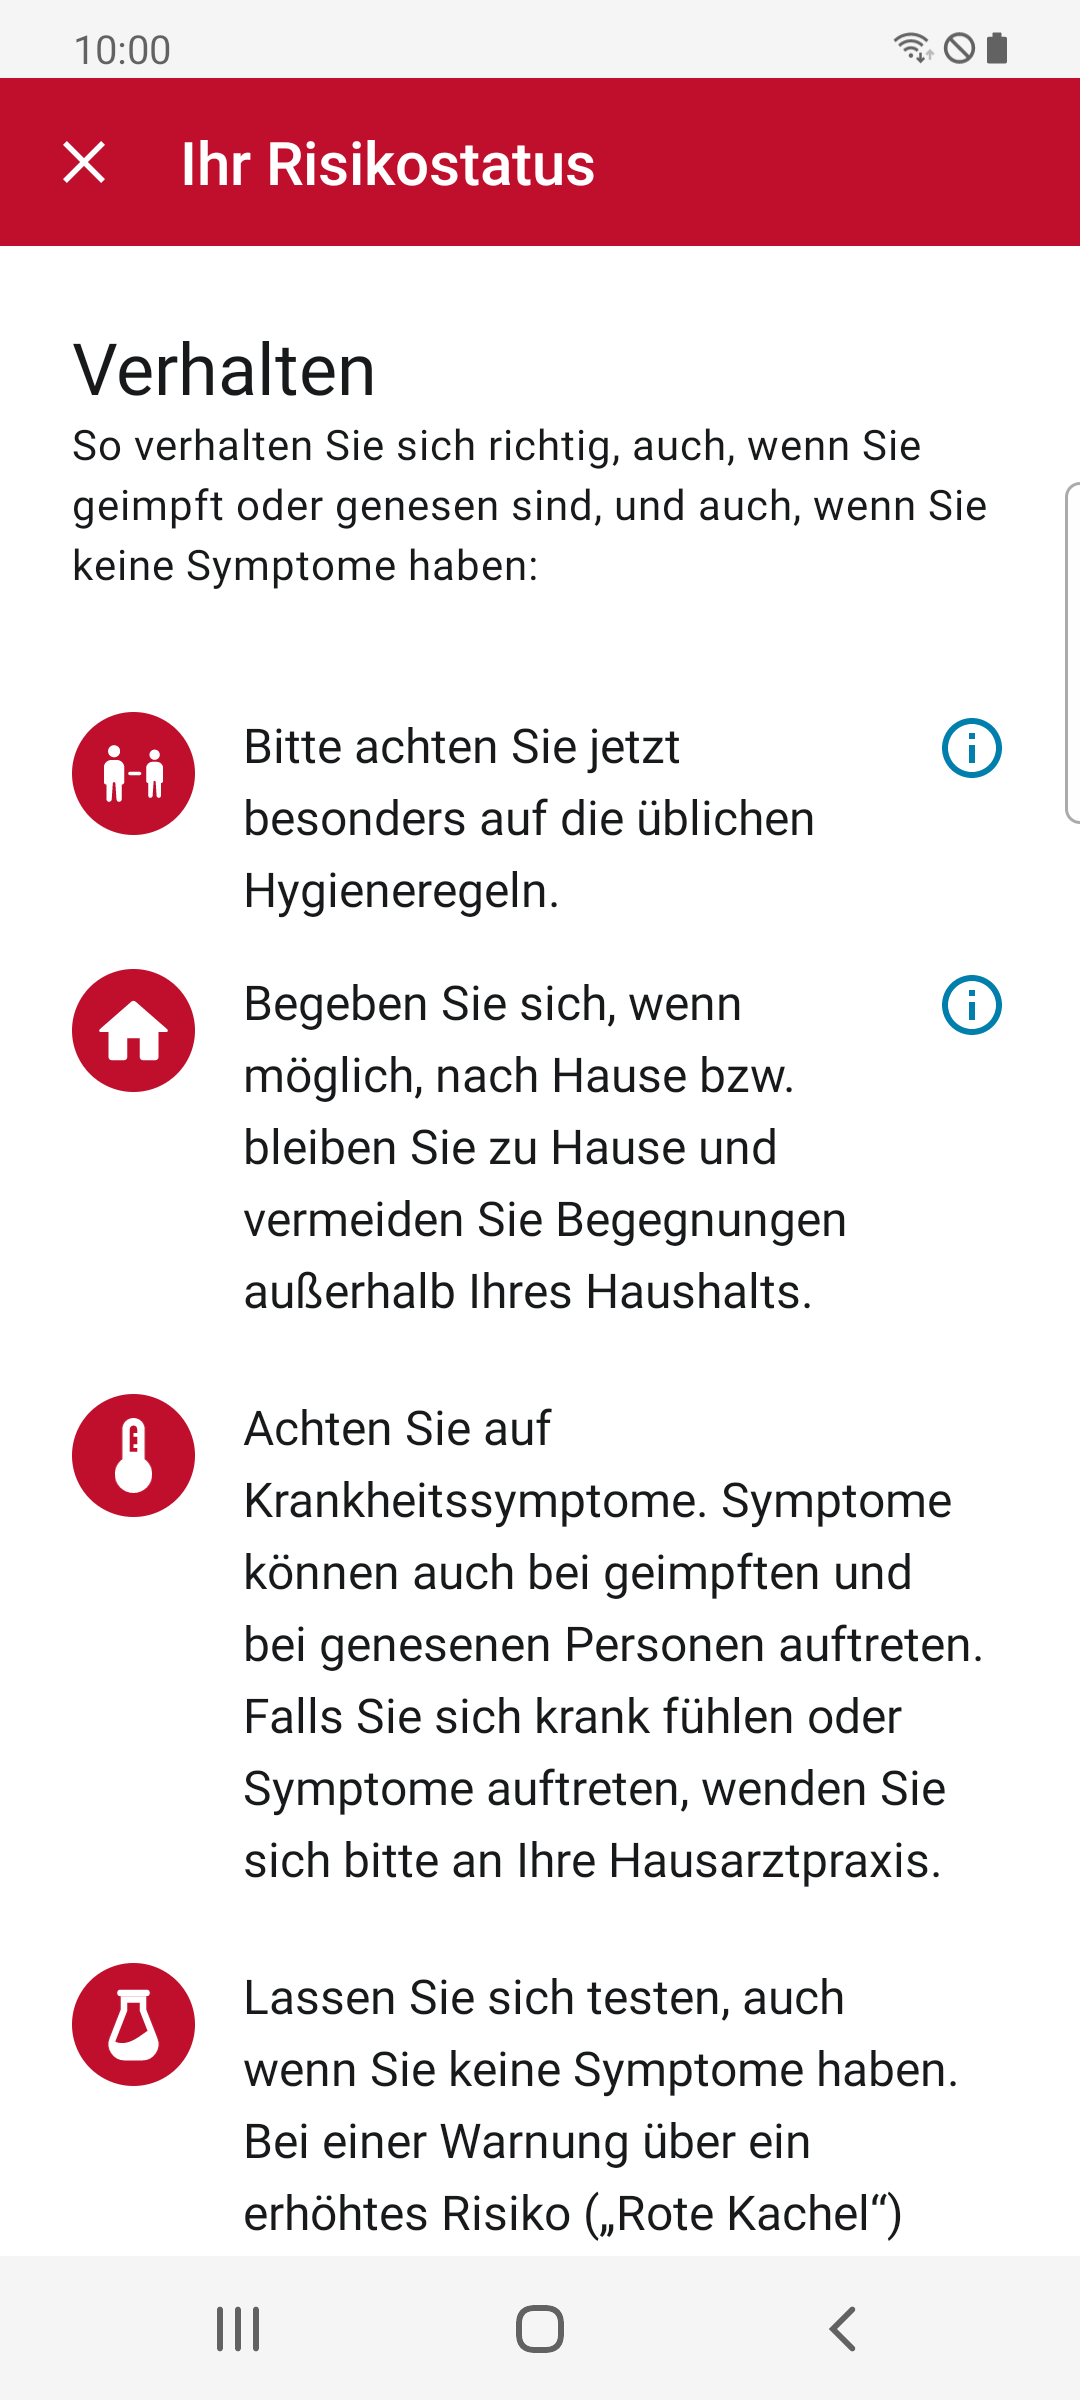 10:00
Ihr Risikostatus
Verhalten
So verhalten Sie sich richtig, auch, wenn Sie
geimpft oder genesen sind, und auch, wenn Sie
keine Symptome haben:
Bitte achten Sie jetzt
besonders auf die üblichen
Hygieneregeln.
Begeben Sie sich, wenn
möglich, nach Hause bzw.
bleiben Sie zu Hause und
vermeiden Sie Begegnungen
außerhalb Ihres Haushalts.
Achten Sie auf
Krankheitssymptome. Symptome
können auch bei geimpften und
bei genesenen Personen auftreten.
Falls Sie sich krank fühlen oder
Symptome auftreten, wenden Sie
sich bitte an Ihre Hausarztpraxis.
Lassen Sie sich testen, auch
wenn Sie keine Symptome haben.
Bei einer Warnung über ein
erhöhtes Risiko („Rote Kachel“)